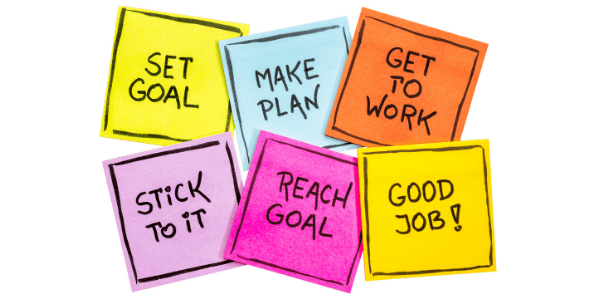 SET
GOAL
MAKE
PLAN
GET
TO
WORK
STiCK
TO iT
REACH
GOAL
GOOD
JOB!